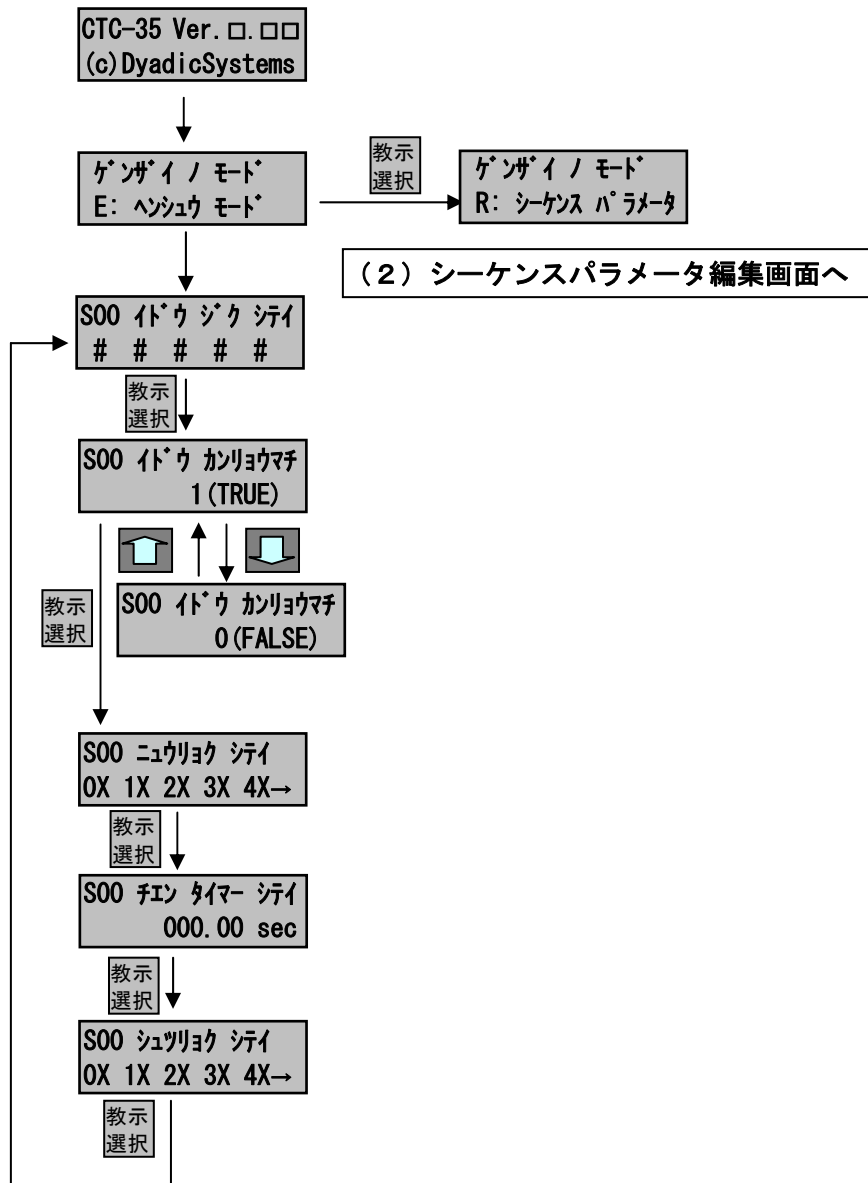 CTC-35 Ver.□.□□
(c)DyadicSystems
ｹﾞﾝｻﾞｲ ﾉ ﾓｰﾄﾞ
E: ﾍﾝｼｭｳ ﾓｰﾄﾞ
教示
選択
ｹﾞﾝｻﾞｲ ﾉ ﾓｰﾄﾞ
R: ｼｰｹﾝｽ ﾊﾟﾗﾒｰﾀ
（２）シーケンスパラメータ編集画面へ
S00 ｲﾄﾞｳ ｼﾞｸ ｼﾃｲ
# # # # #
教示
選択
S00 ｲﾄﾞｳ ｶﾝﾘｮｳﾏﾁ
1(TRUE)
教示
選択
S00 ｲﾄﾞｳ ｶﾝﾘｮｳﾏﾁ
0(FALSE)
S00 ﾆｭｳﾘｮｸ ｼﾃｲ
0X 1X 2X 3X 4X→
教示
選択
S00 ﾁｴﾝ ﾀｲﾏｰ ｼﾃｲ
000.00 sec
教示
選択
S00 ｼｭﾂﾘｮｸ ｼﾃｲ
0X 1X 2X 3X 4X→
教示
選択